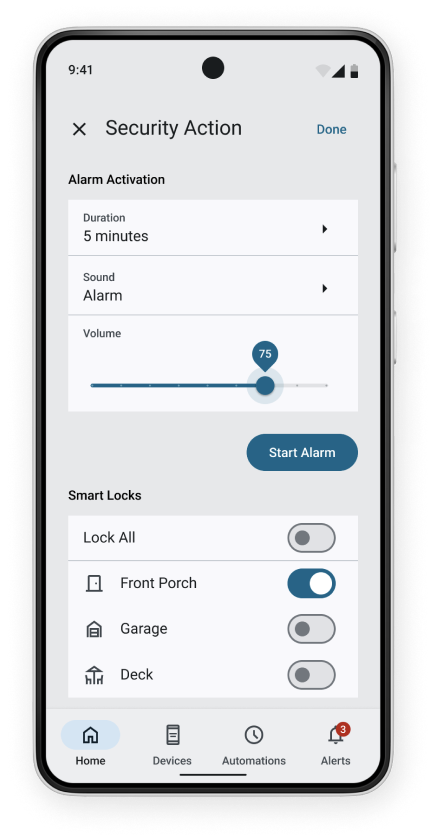 9:41
Security Action
Done
Alarm Activation
Duration
5 minutes
Sound
Alarm
Volume
75
Start Alarm
Smart Locks
Lock All
Front Porch
Garage
Deck
3
Home
Devices
Automations
Alerts